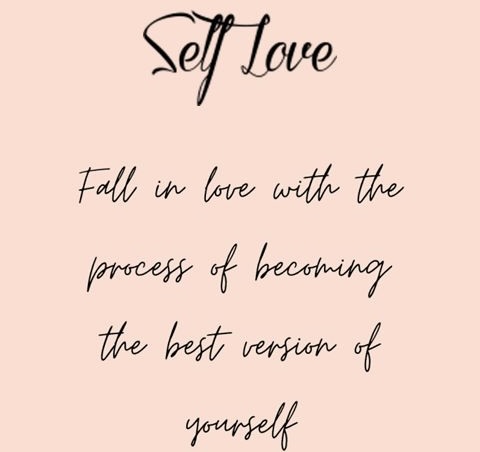 Self Love
Fall in love with the
process of becoming
the best version of
yourself